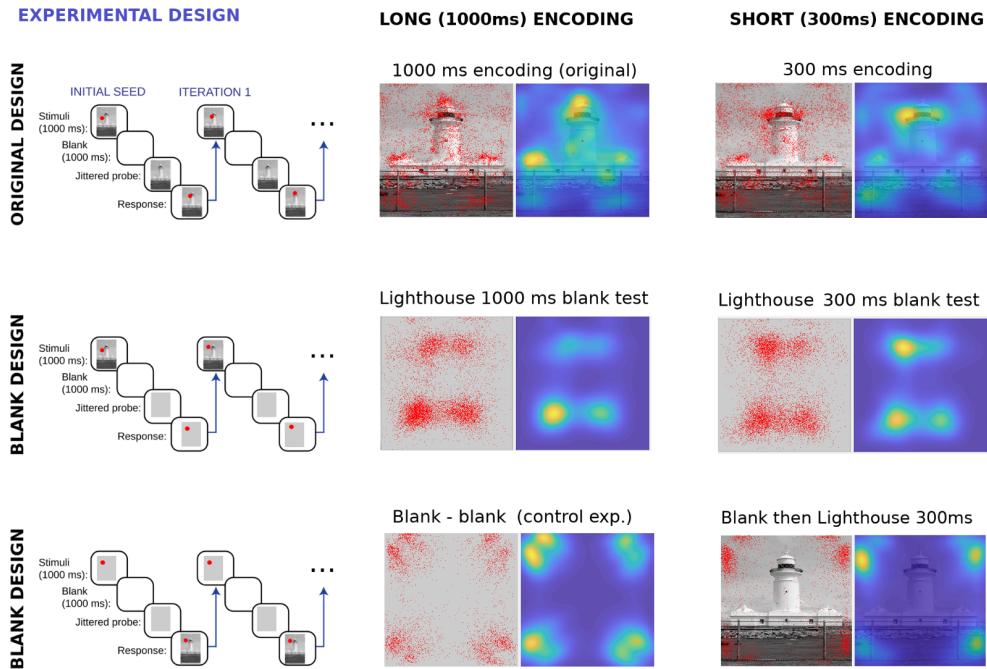 EXPERIMENTAL DESIGN
LONG (1000ms) ENCODING
SHORT (300ms) ENCODING
ORIGINAL DESIGN
INITIAL SEED
ITERATION 1
Stimuli
(1000 ms):
Blank
(1000 ms):
Jittered probe:
Response:
...
1000 ms encoding (original)
300 ms encoding
BLANK DESIGN
Stimuli
(1000 ms):
Blank
(1000 ms):
Jittered probe:
Response:
...
Lighthouse 1000 ms blank test
Lighthouse 300 ms blank test
BLANK DESIGN
Stimuli
(1000 ms):
Blank
(1000 ms):
Jittered probe:
Response:
...
Blank - blank (control exp.)
Blank then Lighthouse 300ms